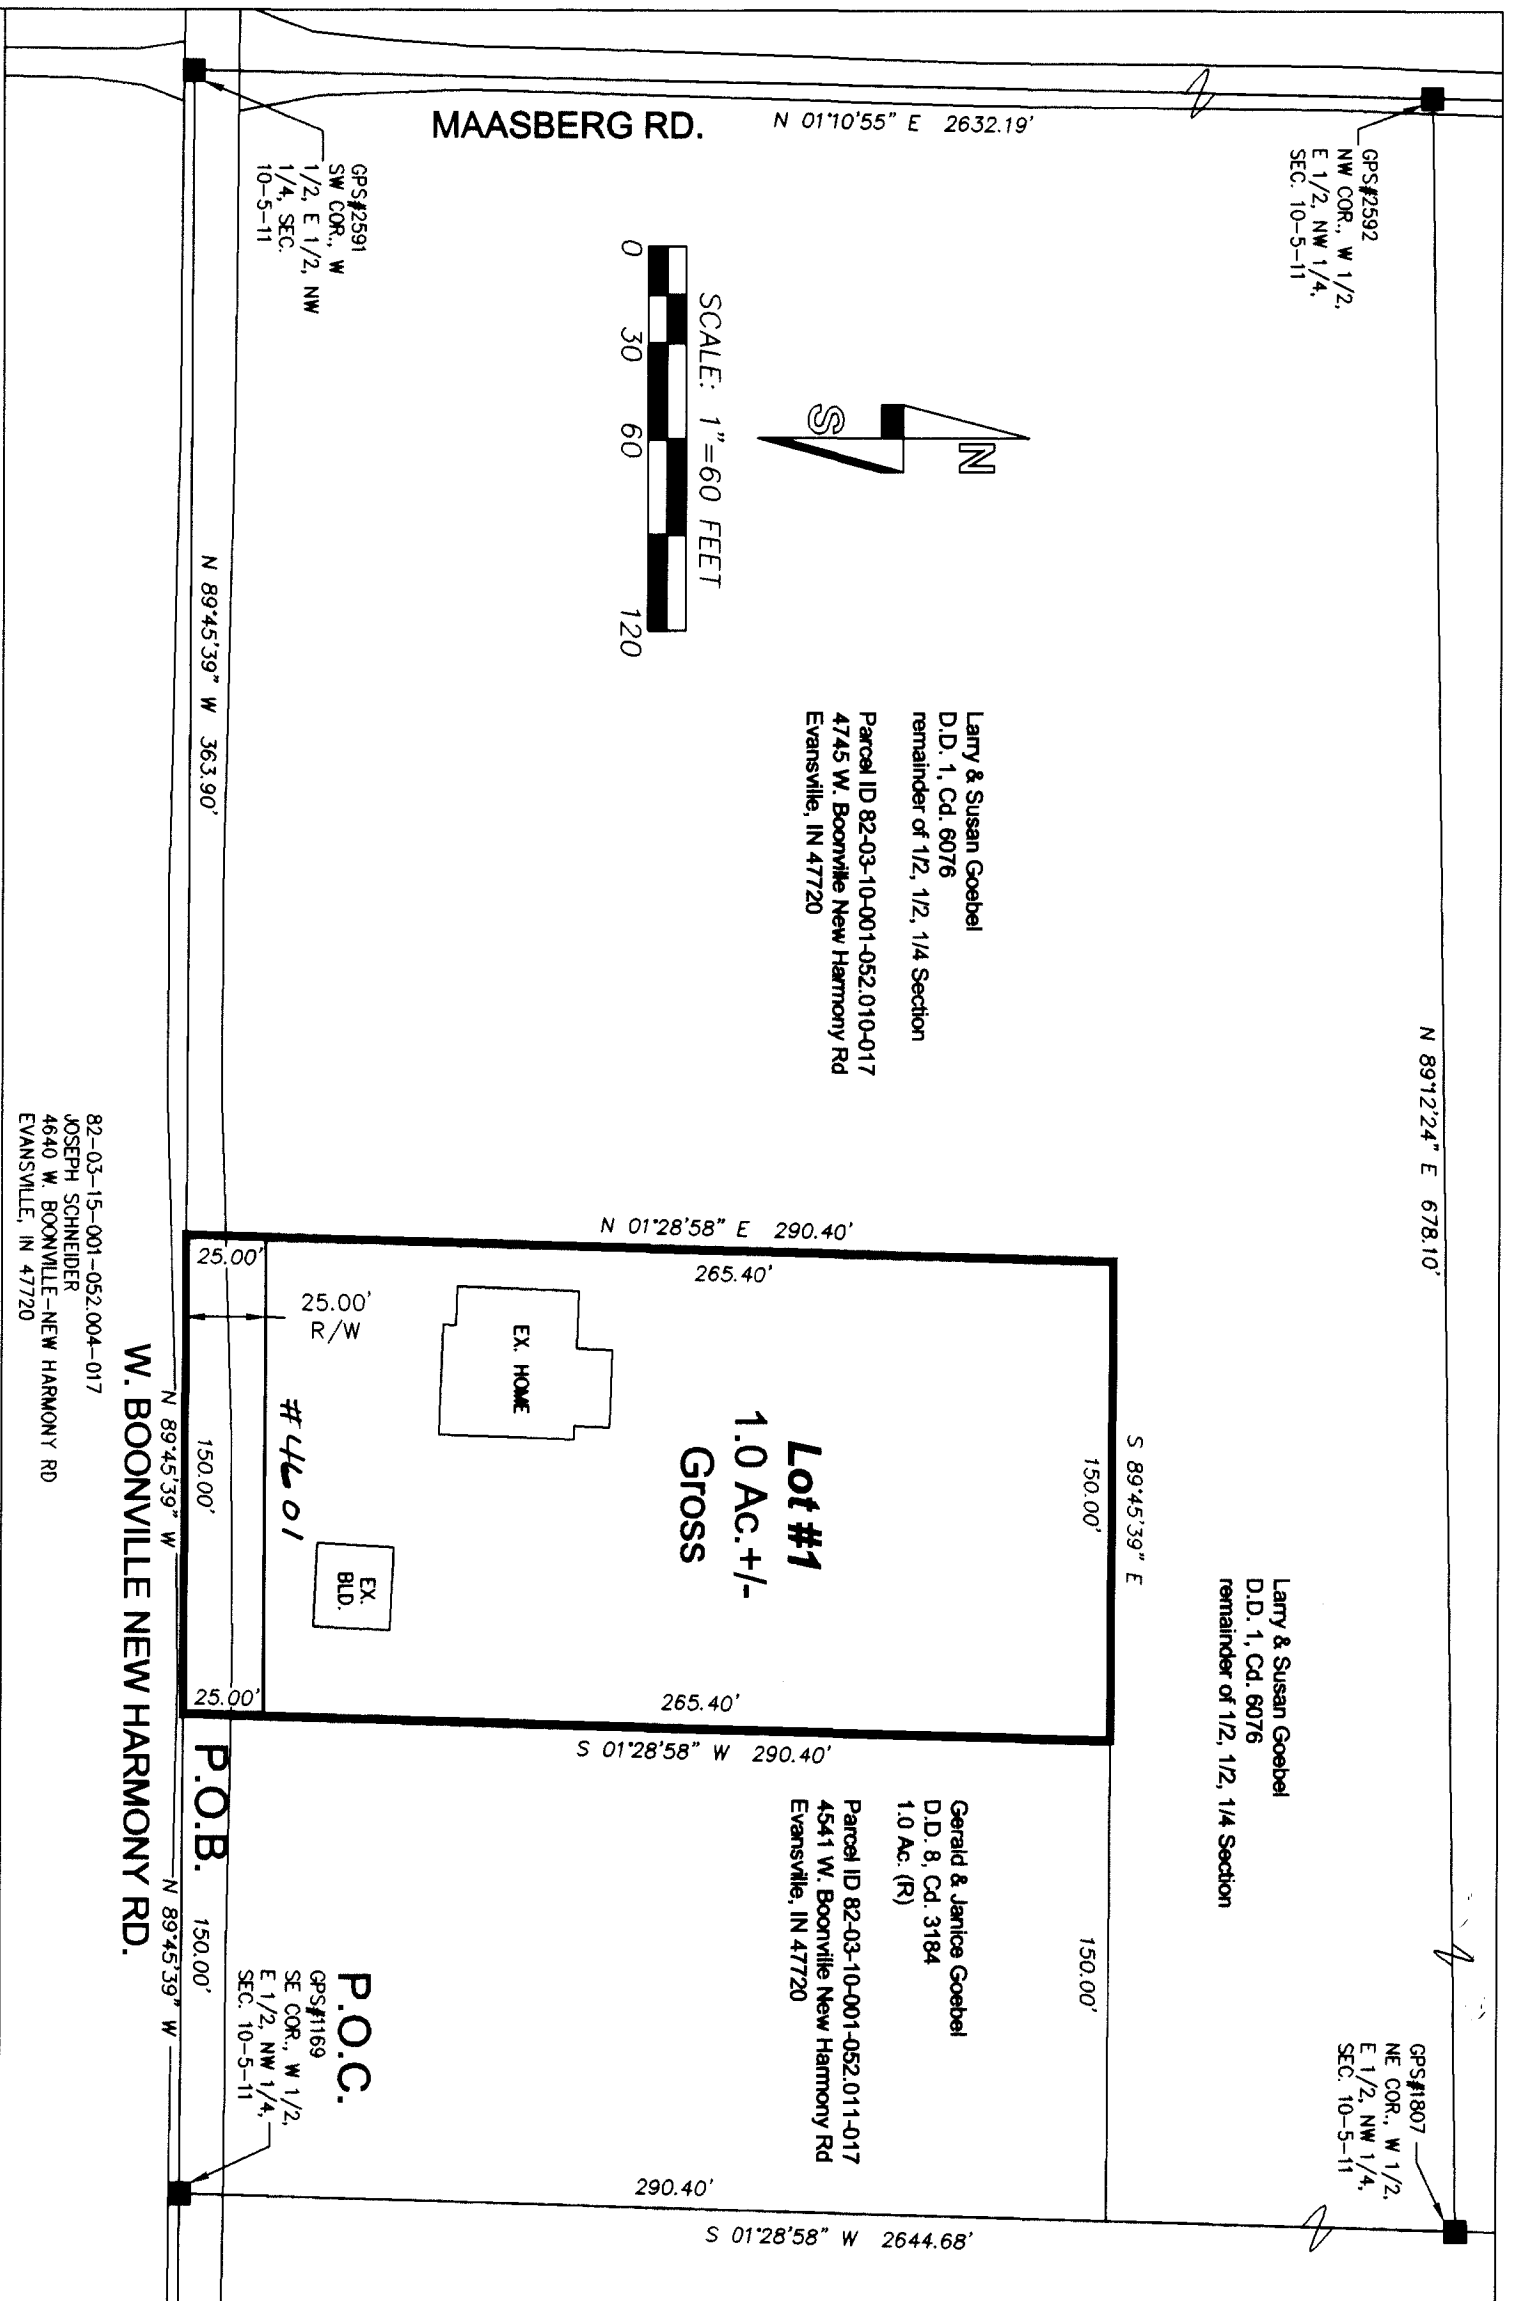 MAASBERG RD.
N 01°10'55" E 2632.19'
GPS#2592
NW COR., W 1/2,
E 1/2, NW 1/4,
SEC. 10-5-11
GPS#2591
SW COR., W
1/2, E 1/2, NW
1/4, SEC.
10-5-11
N
S
SCALE: 1"=60 FEET
0 30 60 120
N 89°12'24" E 678.10'
Larry & Susan Goebel
D.D. 1, Cd. 6076
remainder of 1/2, 1/2, 1/4 Section
Parcel ID 82-03-10-001-052.010-017
4745 W. Boonville New Harmony Rd
Evansville, IN 47720
N 89°45'39" W 363.90'
N 01°28'58" E 290.40'
265.40'
25.00'
25.00'
R/W
EX. HOME
#4601
EX.
BLD.
Lot #1
1.0 Ac.+/-
Gross
150.00'
S 89°45'39" E
150.00'
N 89°45'39" W
25.00'
265.40'
S 01°28'58" W 290.40'
Larry & Susan Goebel
D.D. 1, Cd. 6076
remainder of 1/2, 1/2, 1/4 Section
Gerald & Janice Goebel
D.D. 8, Cd. 3184
1.0 Ac. (R)
Parcel ID 82-03-10-001-052.011-017
4541 W. Boonville New Harmony Rd
Evansville, IN 47720
150.00'
P.O.B.
150.00'
N 89°45'39" W
P.O.C.
GPS#1169
SE COR., W 1/2,
E 1/2, NW 1/4,
SEC. 10-5-11
290.40'
S 01°28'58" W 2644.68'
GPS#1807
NE COR., W 1/2,
E 1/2, NW 1/4,
SEC. 10-5-11
W. BOONVILLE NEW HARMONY RD.
82-03-15-001-052.004-017
JOSEPH SCHNEIDER
4640 W. BOONVILLE-NEW HARMONY RD
EVANSVILLE, IN 47720